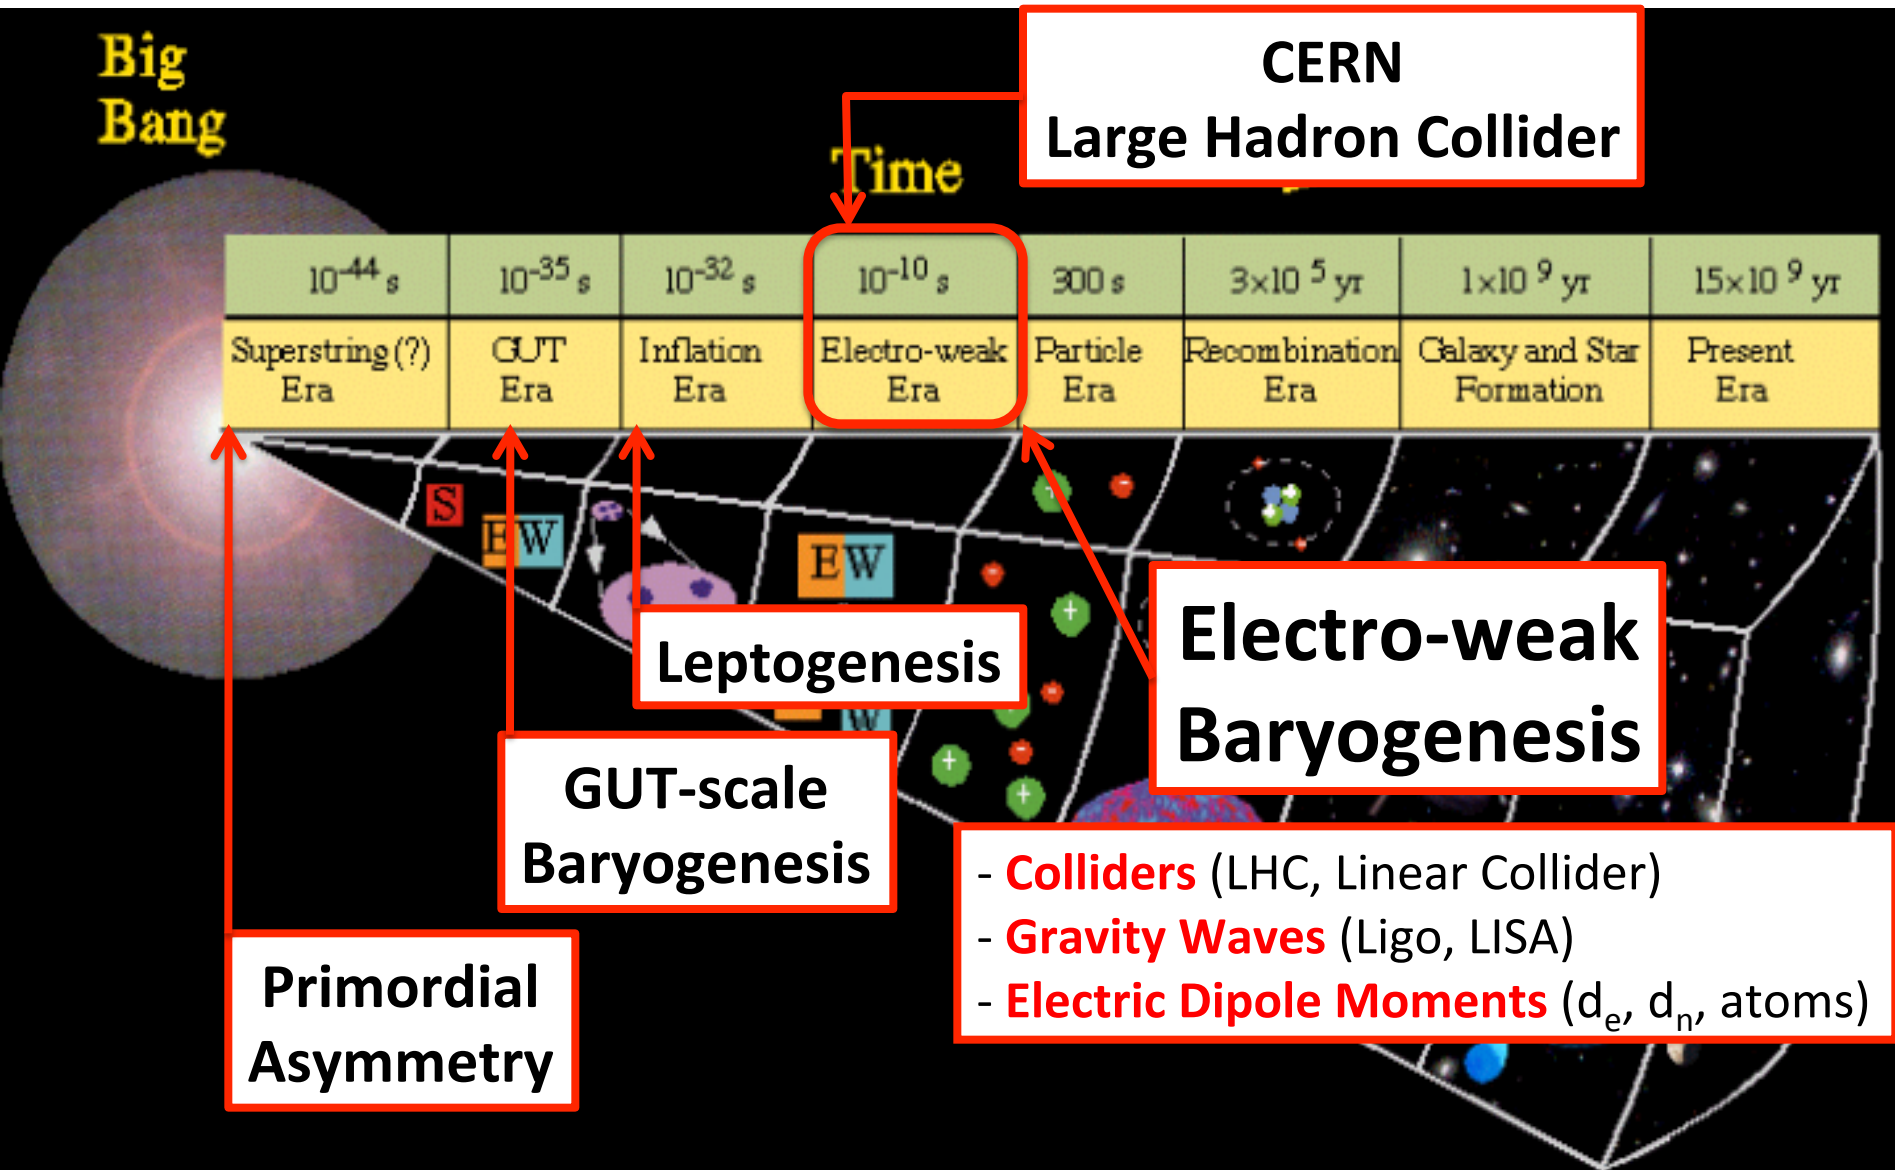 Big
Bang
CERN
Large Hadron Collider
Time
10⁻⁴⁴ s
10⁻³⁵ s
10⁻³² s
10⁻¹⁰ s
300 s
3×10⁵ yr
1×10⁹ yr
15×10⁹ yr
Superstring (?)
Era
GUT
Era
Inflation
Era
Electro-weak
Era
Particle
Era
Recombination
Era
Galaxy and Star
Formation
Present
Era
S
EW
EW
W
Leptogenesis
Electro-weak
Baryogenesis
GUT-scale
Baryogenesis
- Colliders (LHC, Linear Collider)
- Gravity Waves (Ligo, LISA)
- Electric Dipole Moments (dₑ, dₙ, atoms)
Primordial
Asymmetry